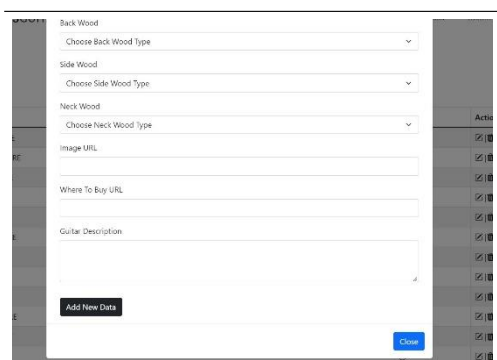 Back Wood
Choose Back Wood Type
Side Wood
Choose Side Wood Type
Neck Wood
Choose Neck Wood Type
Image URL
Where To Buy URL
Guitar Description
Add New Data
Close